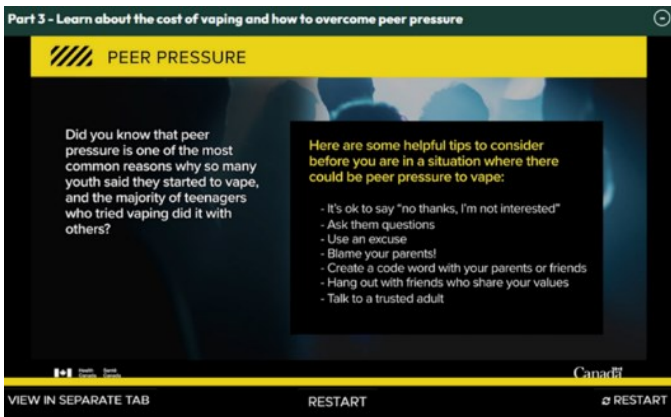 Part 3 - Learn about the cost of vaping and how to overcome peer pressure
PEER PRESSURE
Did you know that peer
pressure is one of the most
common reasons why so many
youth said they started to vape,
and the majority of teenagers
who tried vaping did it with
others?
Here are some helpful tips to consider
before you are in a situation where there
could be peer pressure to vape:
- It's ok to say “no thanks, I'm not interested”
- Ask them questions
- Use an excuse
- Blame your parents!
- Create a code word with your parents or friends
- Hang out with friends who share your values
- Talk to a trusted adult
Health Santé
Canada Canada
Canada
VIEW IN SEPARATE TAB
RESTART
RESTART